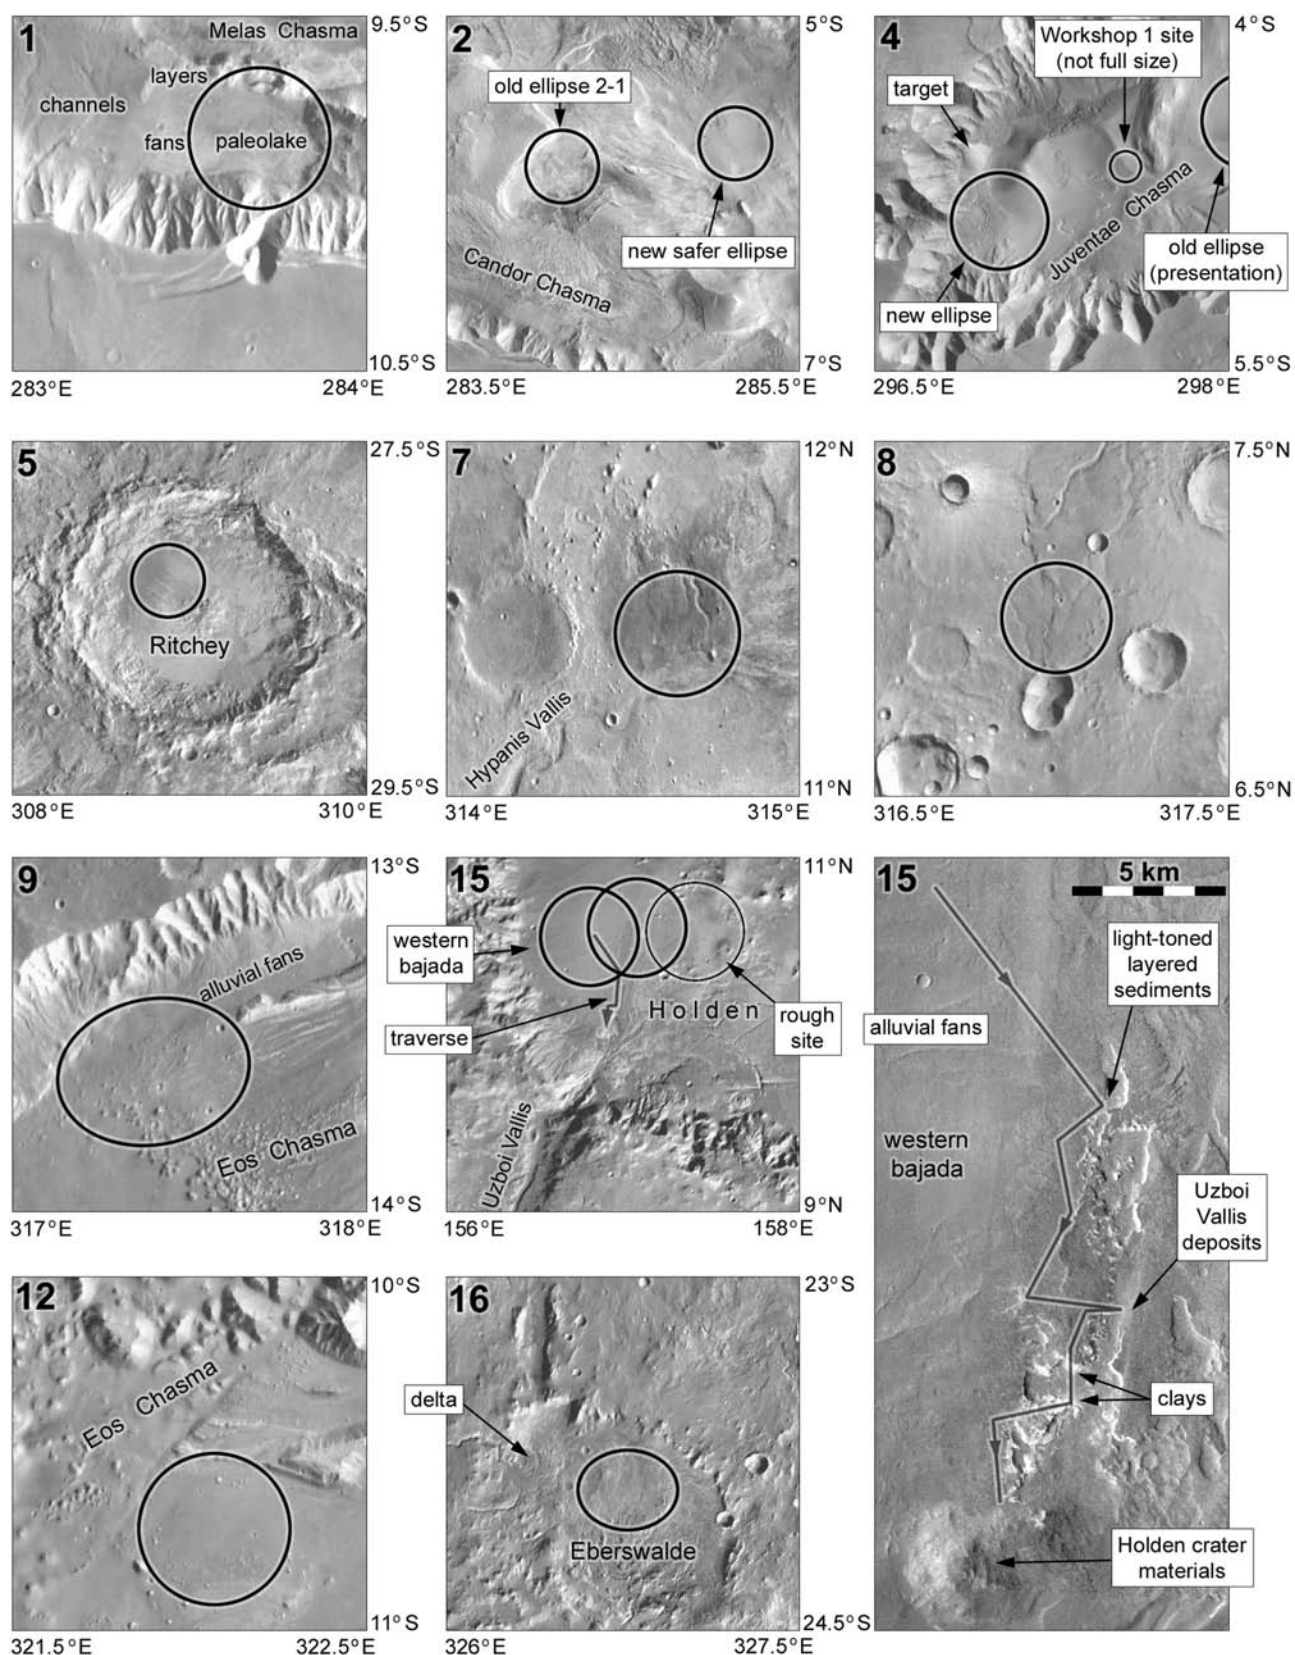 1
Melas Chasma
9.5°S
layers
channels
fans
paleolake
10.5°S
283°E
284°E
2
5°S
old ellipse 2-1
new safer ellipse
Candor Chasma
7°S
283.5°E
285.5°E
4
4°S
Workshop 1 site
(not full size)
target
Juventae Chasma
old ellipse
(presentation)
new ellipse
5.5°S
296.5°E
298°E
5
27.5°S
Ritchey
29.5°S
308°E
310°E
7
12°N
Hypanis Vallis
11°N
314°E
315°E
8
7.5°N
6.5°N
316.5°E
317.5°E
9
13°S
alluvial fans
Eos Chasma
14°S
317°E
318°E
15
11°N
western
bajada
traverse
Holden
rough
site
Uzboi Vallis
9°N
156°E
158°E
15
5 km
light-toned
layered
sediments
alluvial fans
western
bajada
Uzboi
Vallis
deposits
clays
Holden crater
materials
12
10°S
Eos Chasma
11°S
321.5°E
322.5°E
16
23°S
delta
Eberswalde
24.5°S
326°E
327.5°E